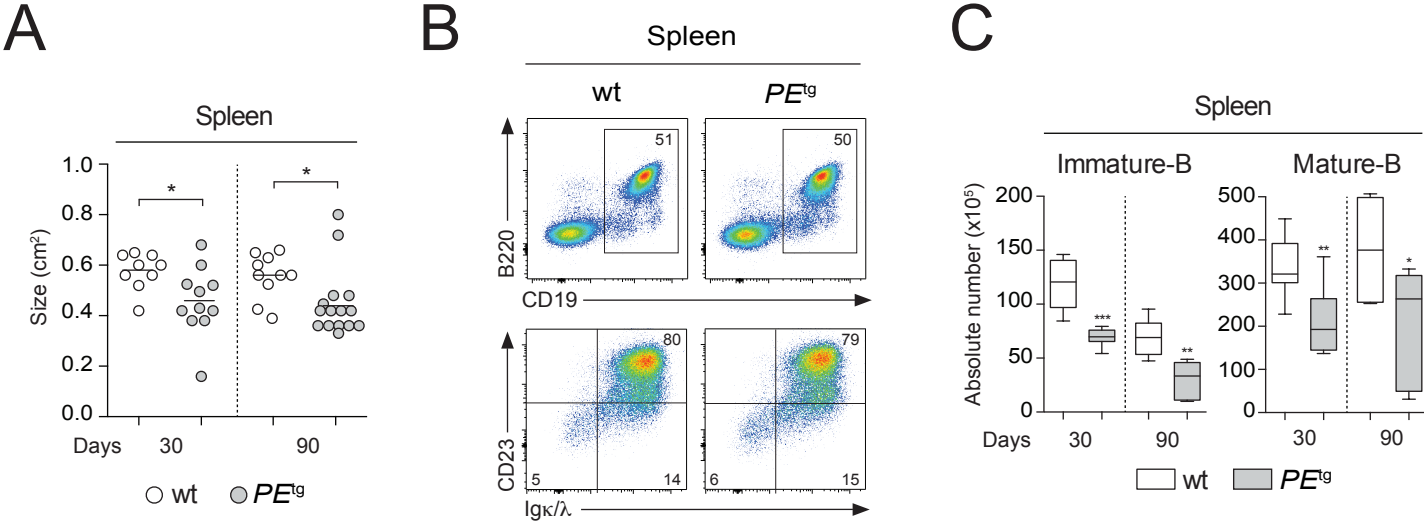 A
Spleen
Size (cm²)
1.0
0.8
0.6
0.4
0.2
0.0
*
*
Days 30 90
wt PEtg
B
Spleen
wt PEtg
51 50
B220
CD19
80 79
5 14 6 15
CD23
Igκ/λ
C
Spleen
Immature-B Mature-B
Absolute number (x10⁵)
200
150
100
50
0
***
**
500
400
300
200
100
0
**
*
Days 30 90 30 90
wt PEtg